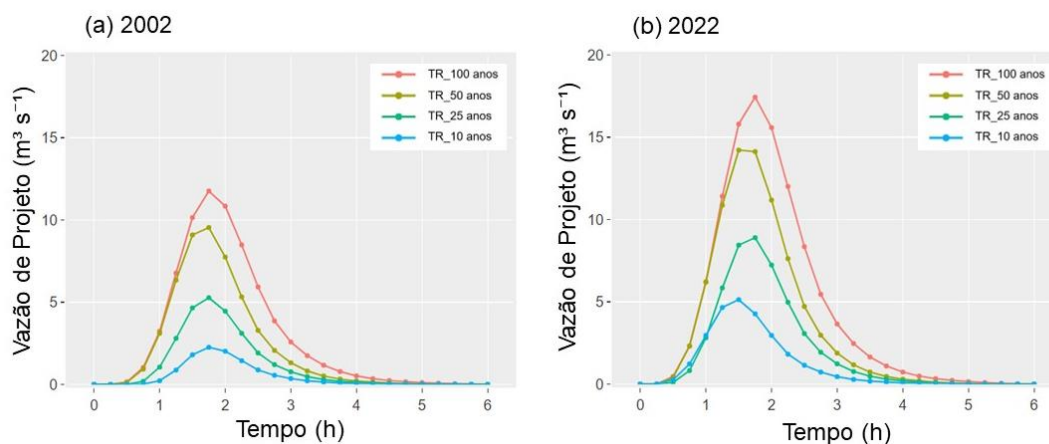 (a) 2002
20
15
10
5
0
Vazão de Projeto (m³ s⁻¹)
TR_100 anos
TR_50 anos
TR_25 anos
TR_10 anos
0 1 2 3 4 5 6
Tempo (h)
(b) 2022
20
15
10
5
0
Vazão de Projeto (m³ s⁻¹)
TR_100 anos
TR_50 anos
TR_25 anos
TR_10 anos
0 1 2 3 4 5 6
Tempo (h)